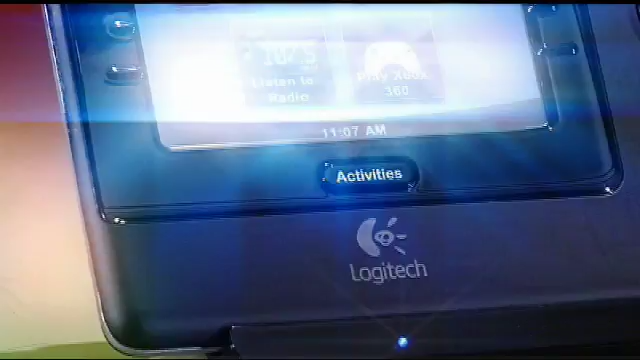 Listen to
Radio
Play Xbox
360
11:07 AM
Activities
Logitech